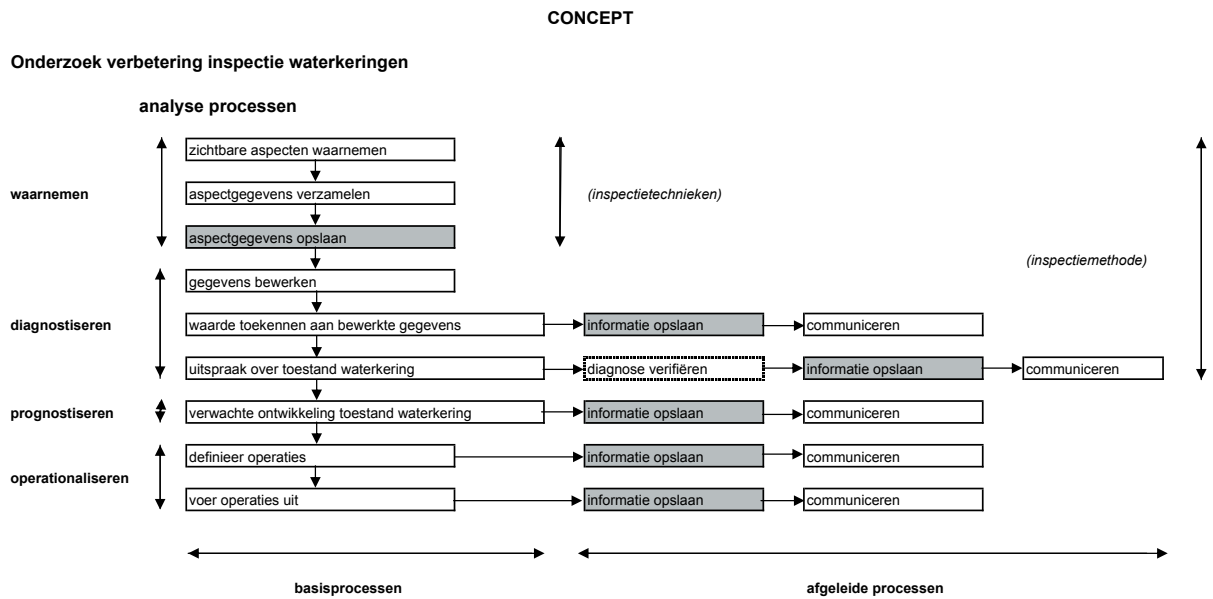 CONCEPT
Onderzoek verbetering inspectie waterkeringen
analyse processen
zichtbare aspecten waarnemen
waarnemen
aspectgegevens verzamelen
(inspectietechnieken)
aspectgegevens opslaan
(inspectiemethode)
gegevens bewerken
diagnostiseren
waarde toekennen aan bewerkte gegevens
informatie opslaan
communiceren
uitspraak over toestand waterkering
diagnose verifiëren
informatie opslaan
communiceren
prognostiseren
verwachte ontwikkeling toestand waterkering
informatie opslaan
communiceren
operationaliseren
definieer operaties
informatie opslaan
communiceren
voer operaties uit
informatie opslaan
communiceren
basisprocessen
afgeleide processen